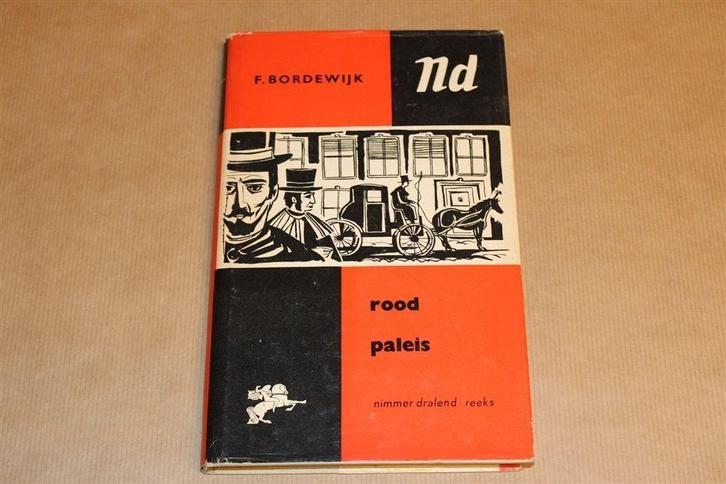 F. BORDEWIJK
nd
rood
paleis
nimmer dralend reeks